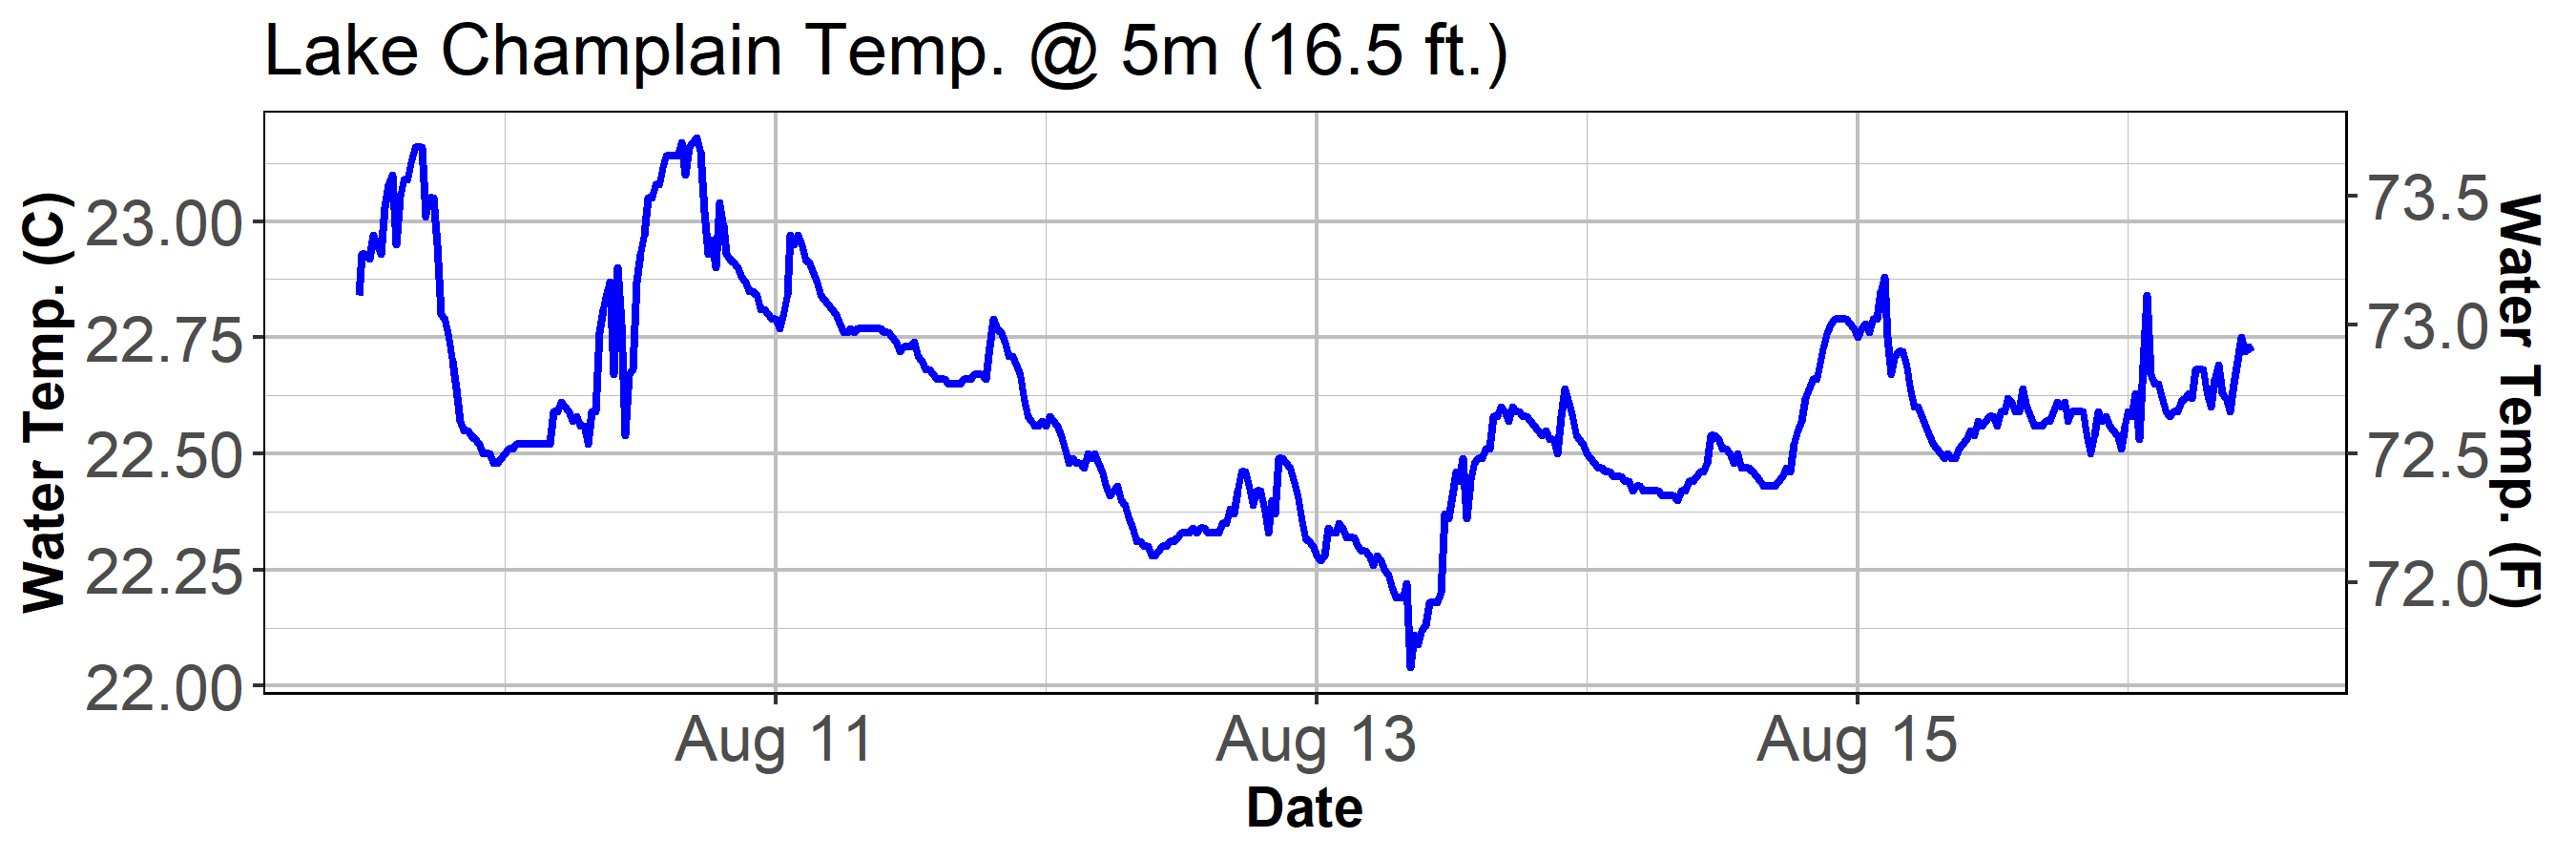 Lake Champlain Temp. @ 5m (16.5 ft.)
Water Temp. (C)
23.00
22.75
22.50
22.25
22.00
73.5
73.0
72.5
72.0
Water Temp. (F)
Aug 11
Aug 13
Aug 15
Date